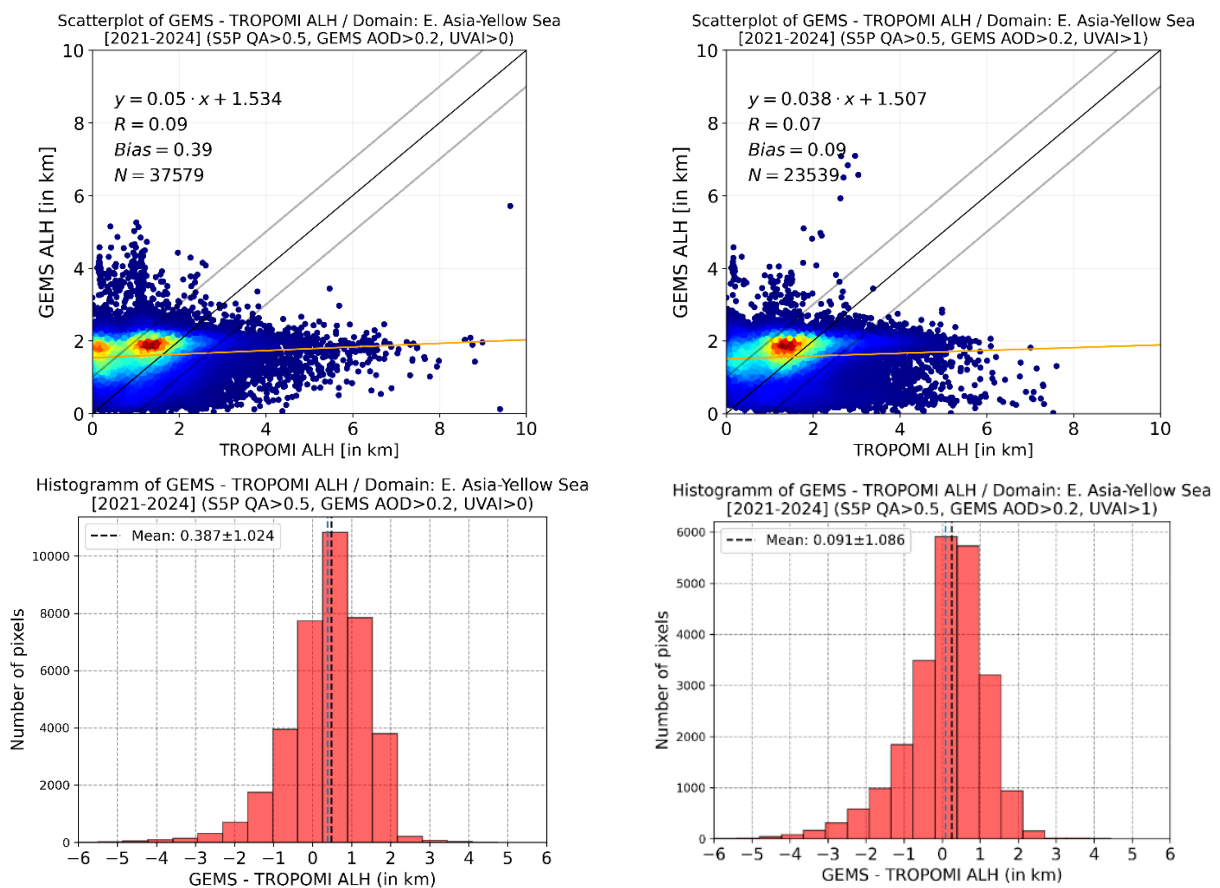 Scatterplot of GEMS - TROPOMI ALH / Domain: E. Asia-Yellow Sea
[2021-2024] (S5P QA>0.5, GEMS AOD>0.2, UVAI>0)
10
8
6
4
2
0
GEMS ALH [in km]
y = 0.05 · x + 1.534
R = 0.09
Bias = 0.39
N = 37579
0 2 4 6 8 10
TROPOMI ALH [in km]
Scatterplot of GEMS - TROPOMI ALH / Domain: E. Asia-Yellow Sea
[2021-2024] (S5P QA>0.5, GEMS AOD>0.2, UVAI>1)
10
8
6
4
2
0
GEMS ALH [in km]
y = 0.038 · x + 1.507
R = 0.07
Bias = 0.09
N = 23539
0 2 4 6 8 10
TROPOMI ALH [in km]
Histogramm of GEMS - TROPOMI ALH / Domain: E. Asia-Yellow Sea
[2021-2024] (S5P QA>0.5, GEMS AOD>0.2, UVAI>0)
Mean: 0.387±1.024
10000
8000
6000
4000
2000
0
Number of pixels
−6 −5 −4 −3 −2 −1 0 1 2 3 4 5 6
GEMS - TROPOMI ALH (in km)
Histogramm of GEMS - TROPOMI ALH / Domain: E. Asia-Yellow Sea
[2021-2024] (S5P QA>0.5, GEMS AOD>0.2, UVAI>1)
Mean: 0.091±1.086
6000
5000
4000
3000
2000
1000
0
Number of pixels
−6 −5 −4 −3 −2 −1 0 1 2 3 4 5 6
GEMS - TROPOMI ALH (in km)